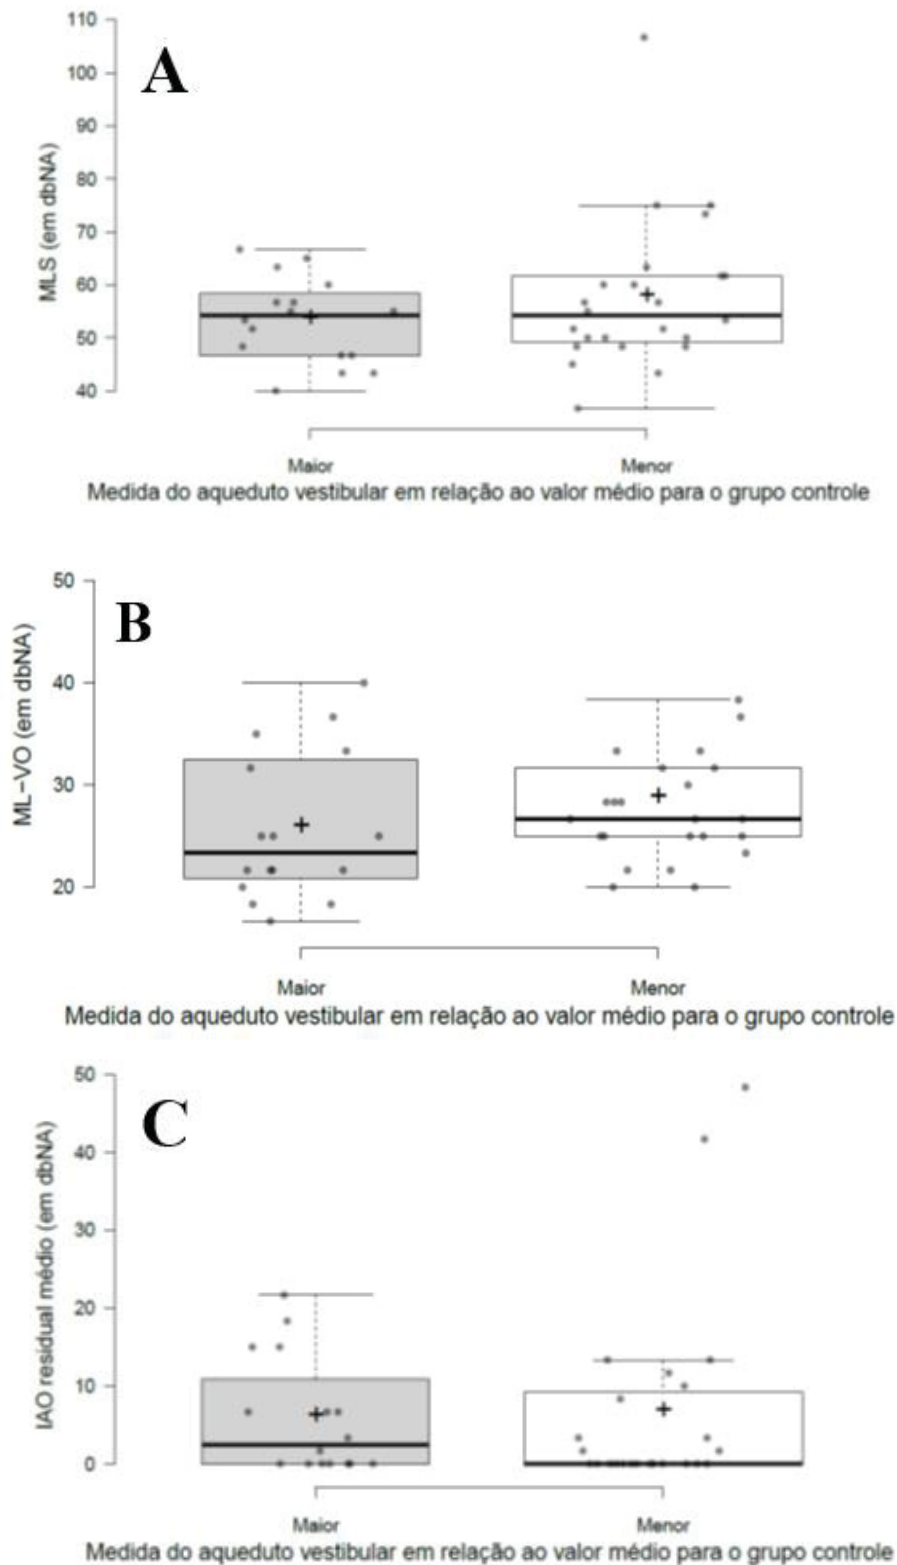 A
MLS (em dbNA)
110
100
90
80
70
60
50
40
Maior Menor
Medida do aqueduto vestibular em relação ao valor médio para o grupo controle
B
ML-VO (em dbNA)
50
40
30
20
Maior Menor
Medida do aqueduto vestibular em relação ao valor médio para o grupo controle
C
IAO residual médio (em dbNA)
50
40
30
20
10
0
Maior Menor
Medida do aqueduto vestibular em relação ao valor médio para o grupo controle